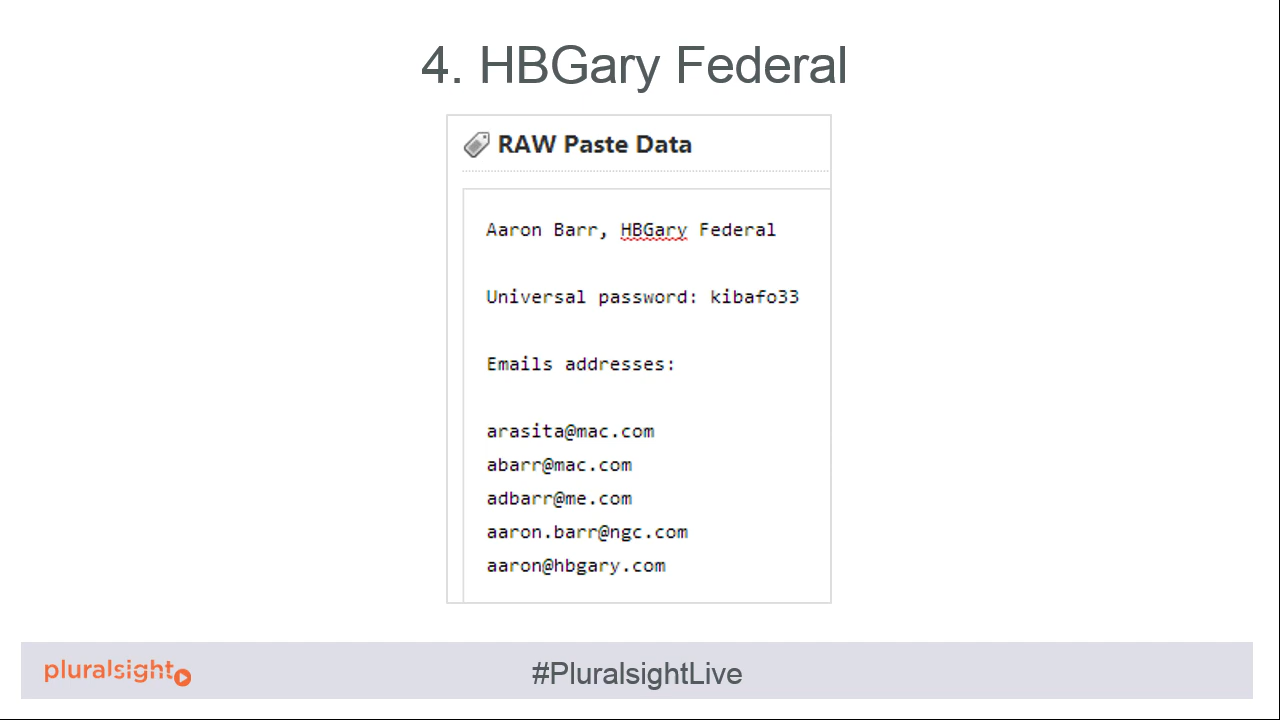 4. HBGary Federal
RAW Paste Data
Aaron Barr, HBGary Federal
Universal password: kibafo33
Emails addresses:
arasita@mac.com
abarr@mac.com
adbarr@me.com
aaron.barr@ngc.com
aaron@hbgary.com
pluralsight
#PluralsightLive